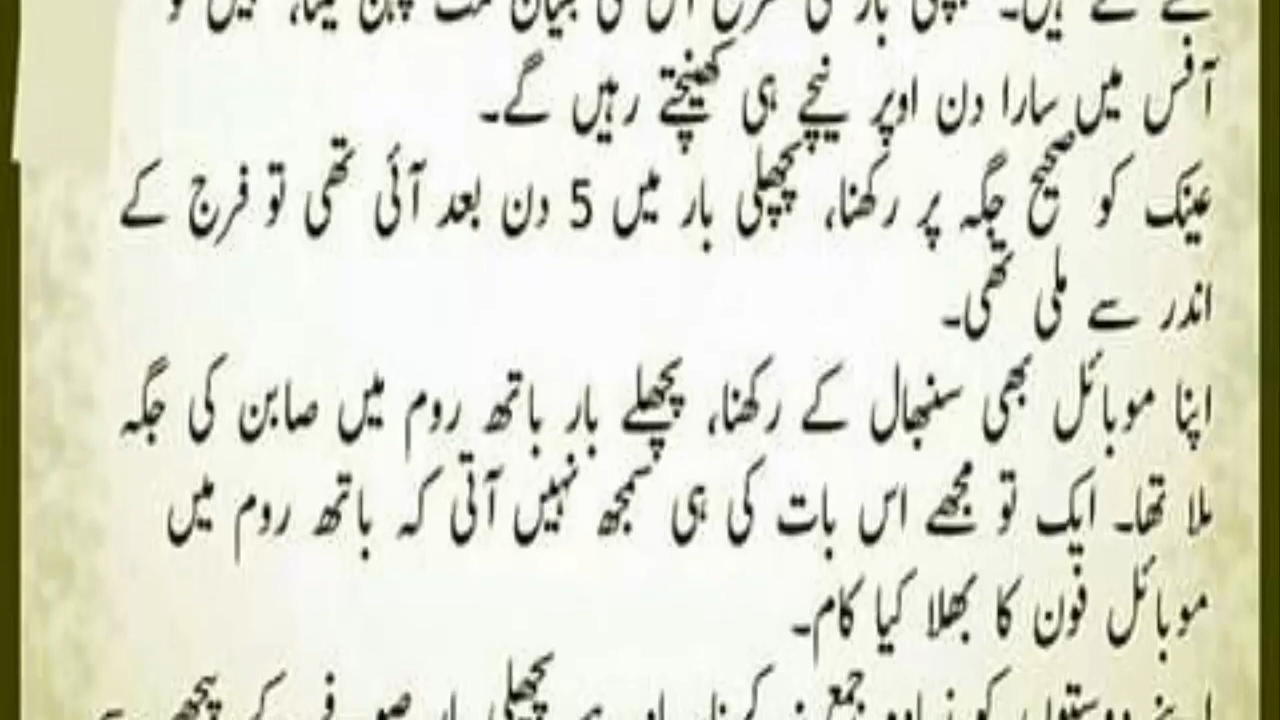 آفس میں سارا دن اوپر نیچے ہی کھینچتے رہیں گے۔
عینک کو صحیح جگہ پر رکھنا، پچھلی بار میں 5 دن بعد آئی تھی تو فرج کے
اندر سے ملی تھی۔
اپنا موبائل بھی سنبھال کے رکھنا، پچھلے بار باتھ روم میں صابن کی جگہ
ملا تھا۔ ایک تو مجھے اس بات کی ہی سمجھ نہیں آتی کہ باتھ روم میں
موبائل فون کا بھلا کیا کام۔